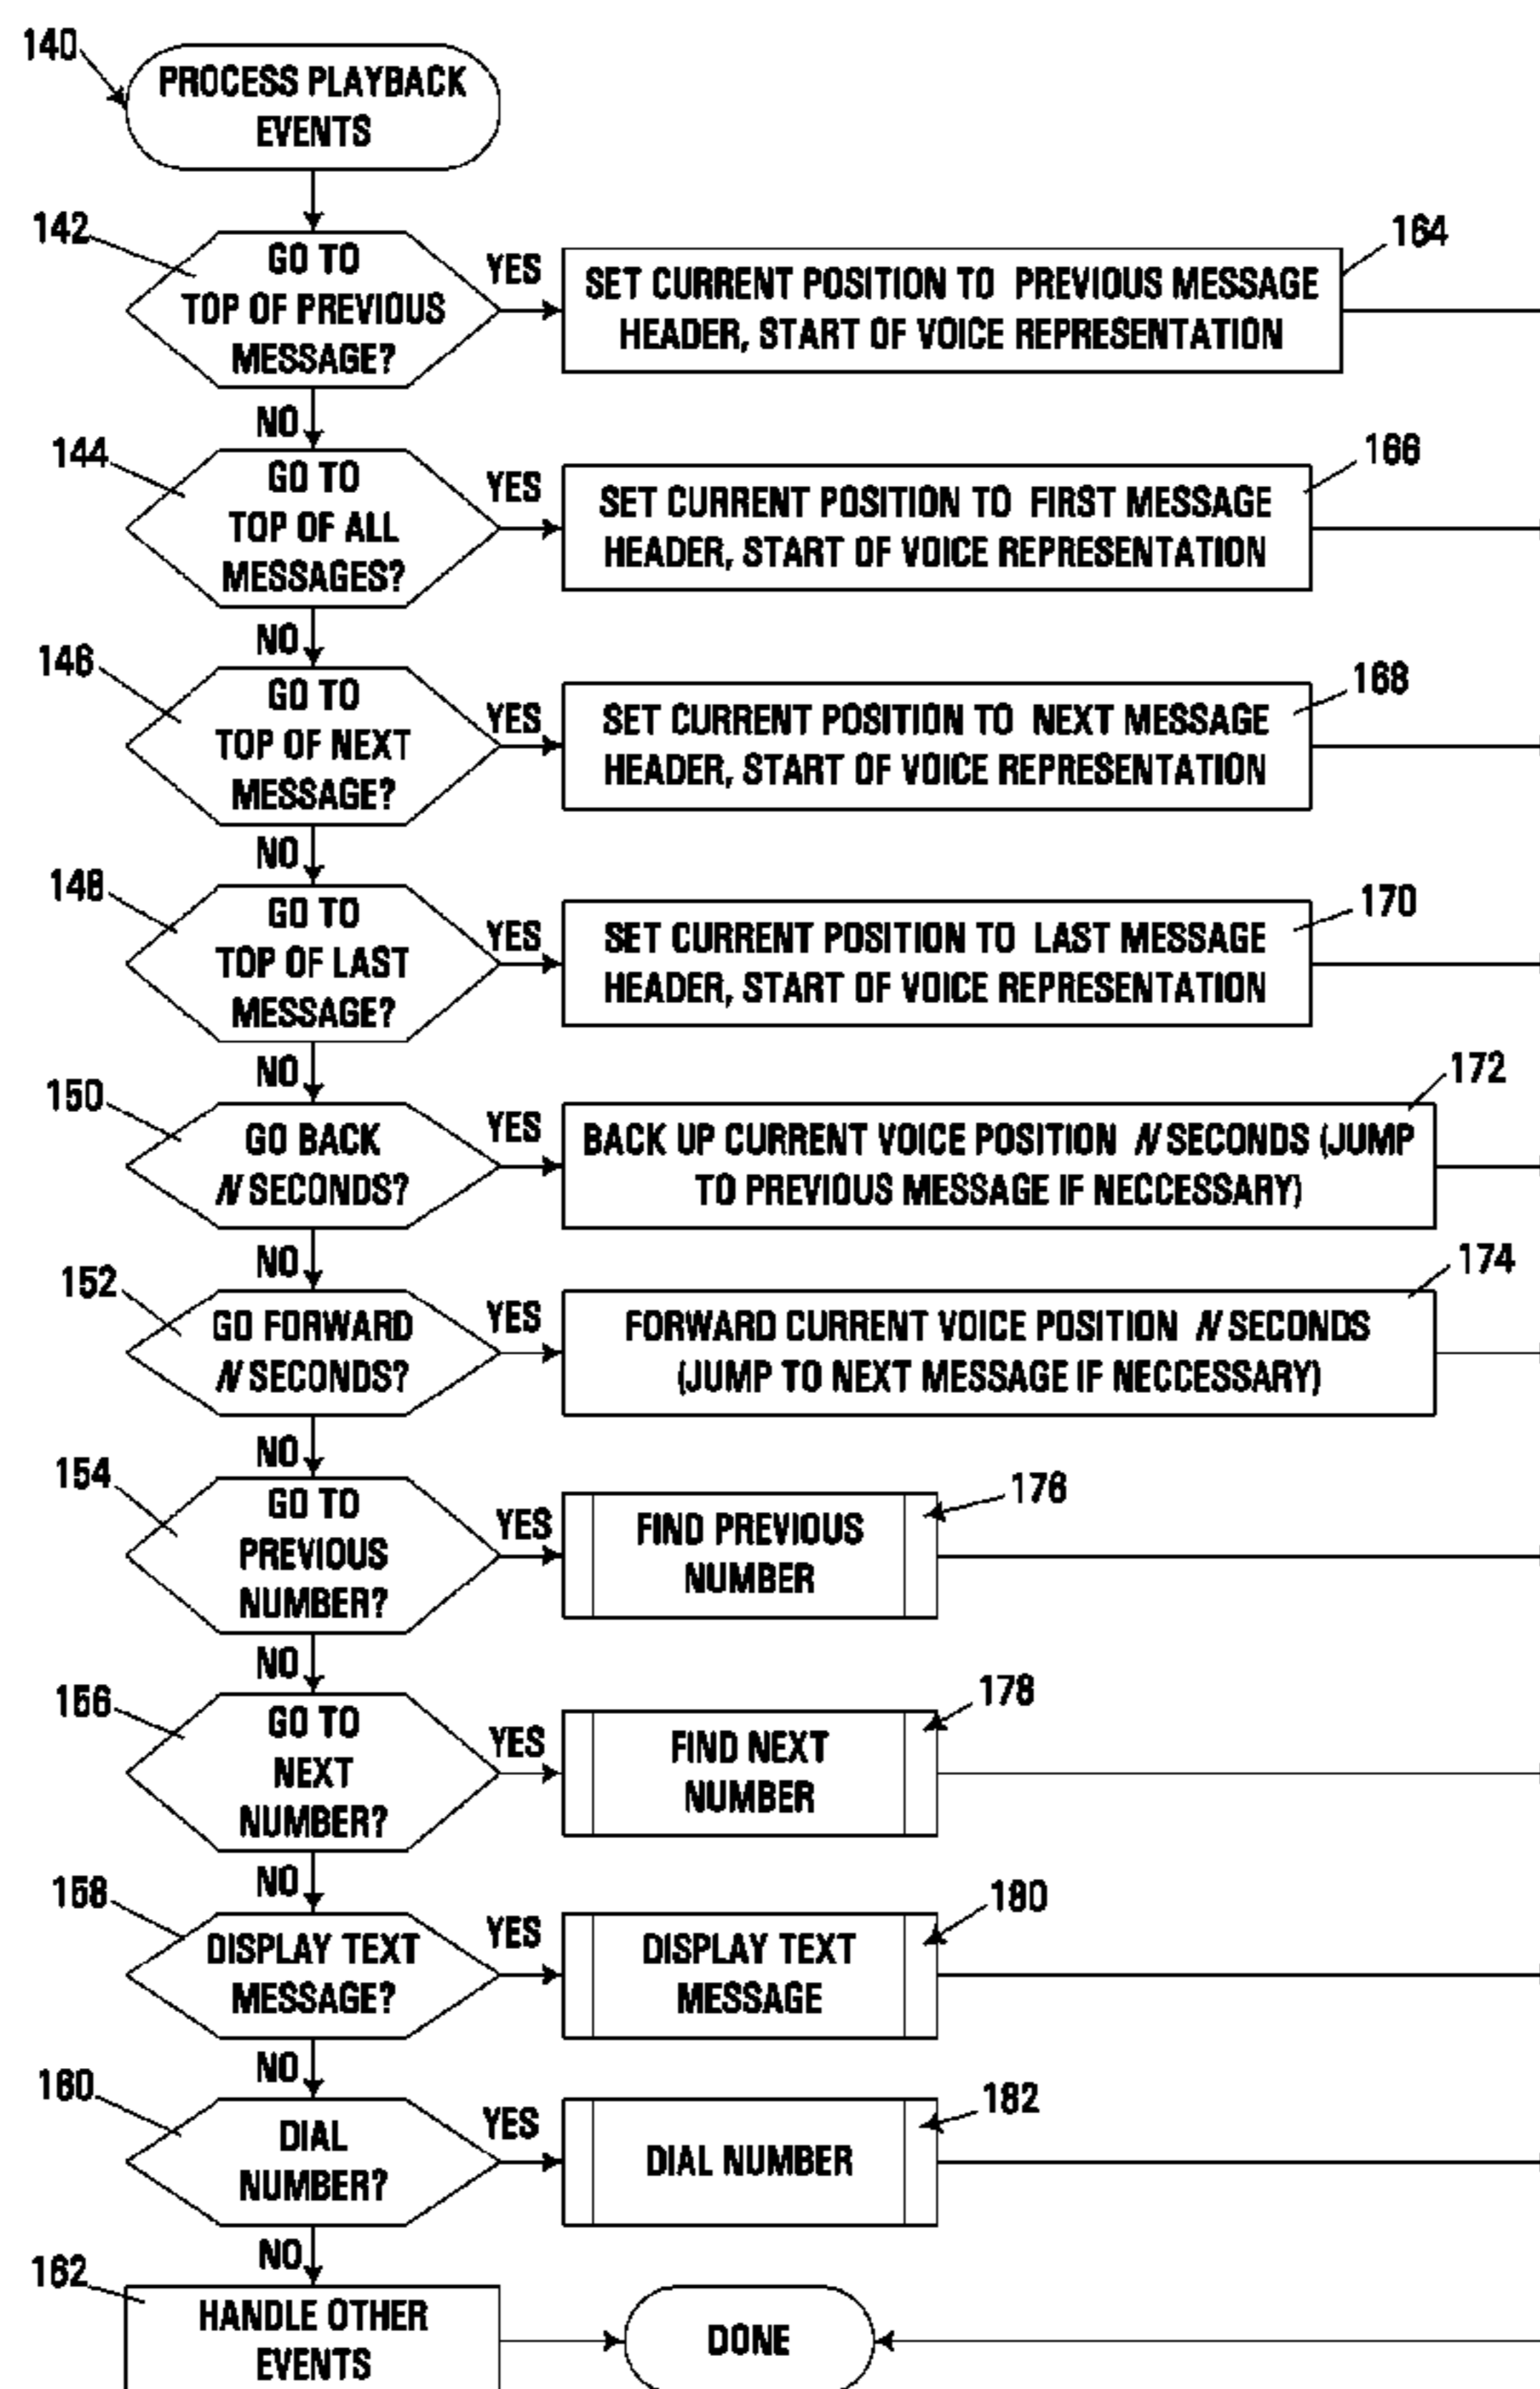 140
PROCESS PLAYBACK
EVENTS
142
GO TO
TOP OF PREVIOUS
MESSAGE?
YES
164
SET CURRENT POSITION TO PREVIOUS MESSAGE
HEADER, START OF VOICE REPRESENTATION
NO
144
GO TO
TOP OF ALL
MESSAGES?
YES
166
SET CURRENT POSITION TO FIRST MESSAGE
HEADER, START OF VOICE REPRESENTATION
NO
146
GO TO
TOP OF NEXT
MESSAGE?
YES
168
SET CURRENT POSITION TO NEXT MESSAGE
HEADER, START OF VOICE REPRESENTATION
NO
148
GO TO
TOP OF LAST
MESSAGE?
YES
170
SET CURRENT POSITION TO LAST MESSAGE
HEADER, START OF VOICE REPRESENTATION
NO
150
GO BACK
N SECONDS?
YES
172
BACK UP CURRENT VOICE POSITION N SECONDS (JUMP
TO PREVIOUS MESSAGE IF NECCESSARY)
NO
152
GO FORWARD
N SECONDS?
YES
174
FORWARD CURRENT VOICE POSITION N SECONDS
(JUMP TO NEXT MESSAGE IF NECCESSARY)
NO
154
GO TO
PREVIOUS
NUMBER?
YES
176
FIND PREVIOUS
NUMBER
NO
156
GO TO
NEXT
NUMBER?
YES
178
FIND NEXT
NUMBER
NO
158
DISPLAY TEXT
MESSAGE?
YES
180
DISPLAY TEXT
MESSAGE
NO
160
DIAL
NUMBER?
YES
182
DIAL NUMBER
NO
162
HANDLE OTHER
EVENTS
DONE